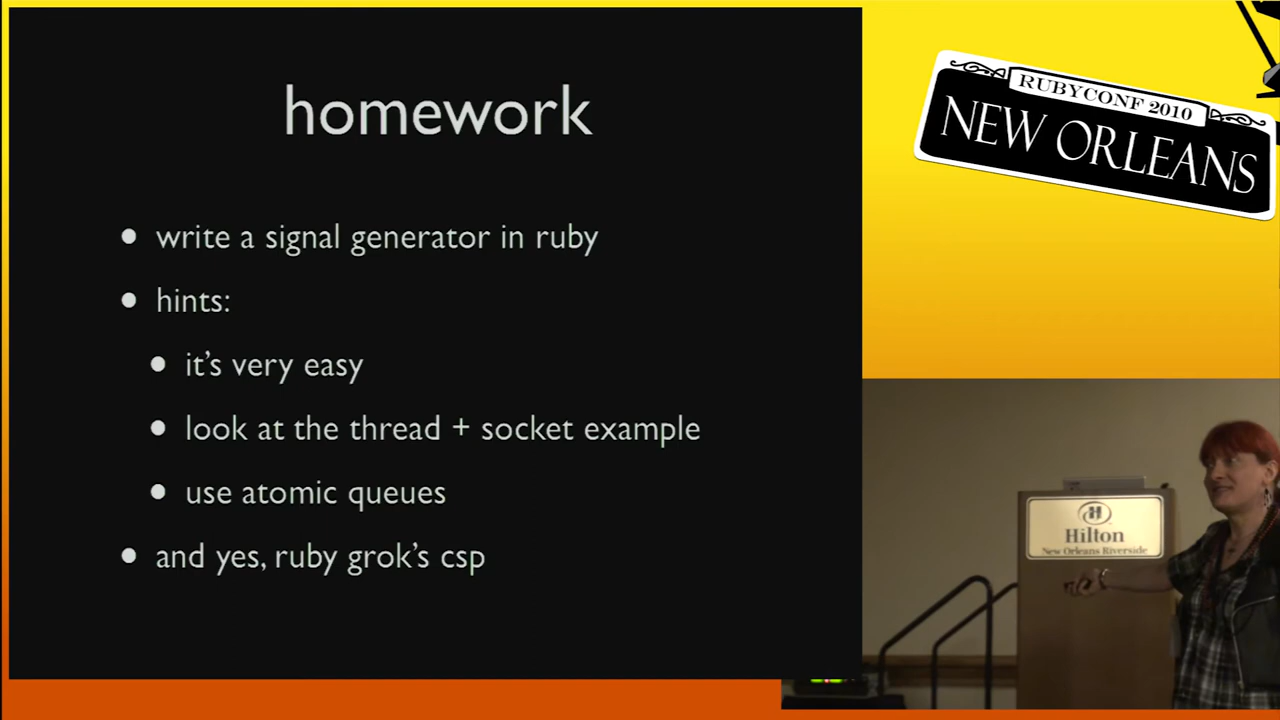 homework
• write a signal generator in ruby
• hints:
• it's very easy
• look at the thread + socket example
• use atomic queues
• and yes, ruby grok's csp
RUBYCONF 2010
NEW ORLEANS
Hilton
New Orleans Riverside